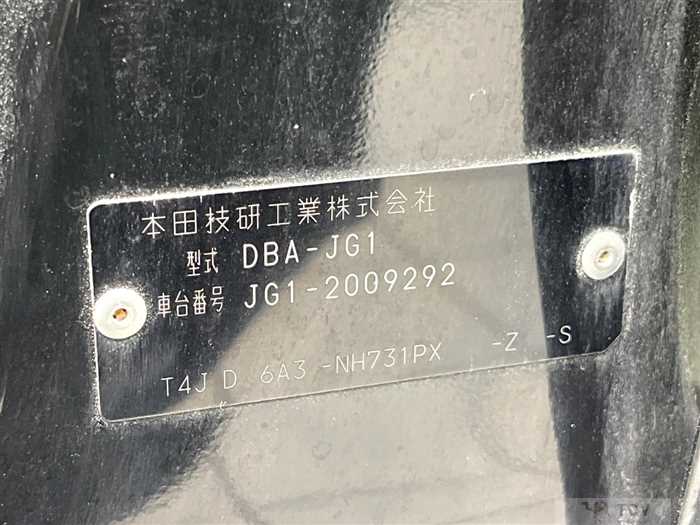 本田技研工業株式会社
型式 DBA-JG1
車台番号 JG1-2009292
T4J D 6A3 -NH731PX -Z -S